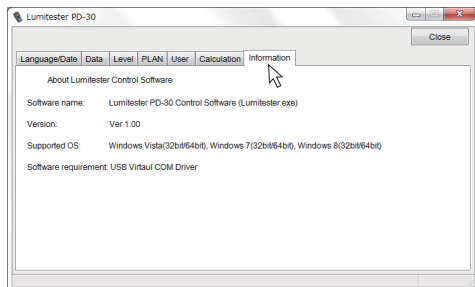 Lumitester PD-30
Close
Language/Date Data Level PLAN User Calculation Information
About Lumitester Control Software
Software name: Lumitester PD-30 Control Software (Lumitester.exe)
Version: Ver 1.00
Supported OS: Windows Vista(32bit/64bit), Windows 7(32bit/64bit), Windows 8(32bit/64bit)
Software requirement: USB Virtaul COM Driver